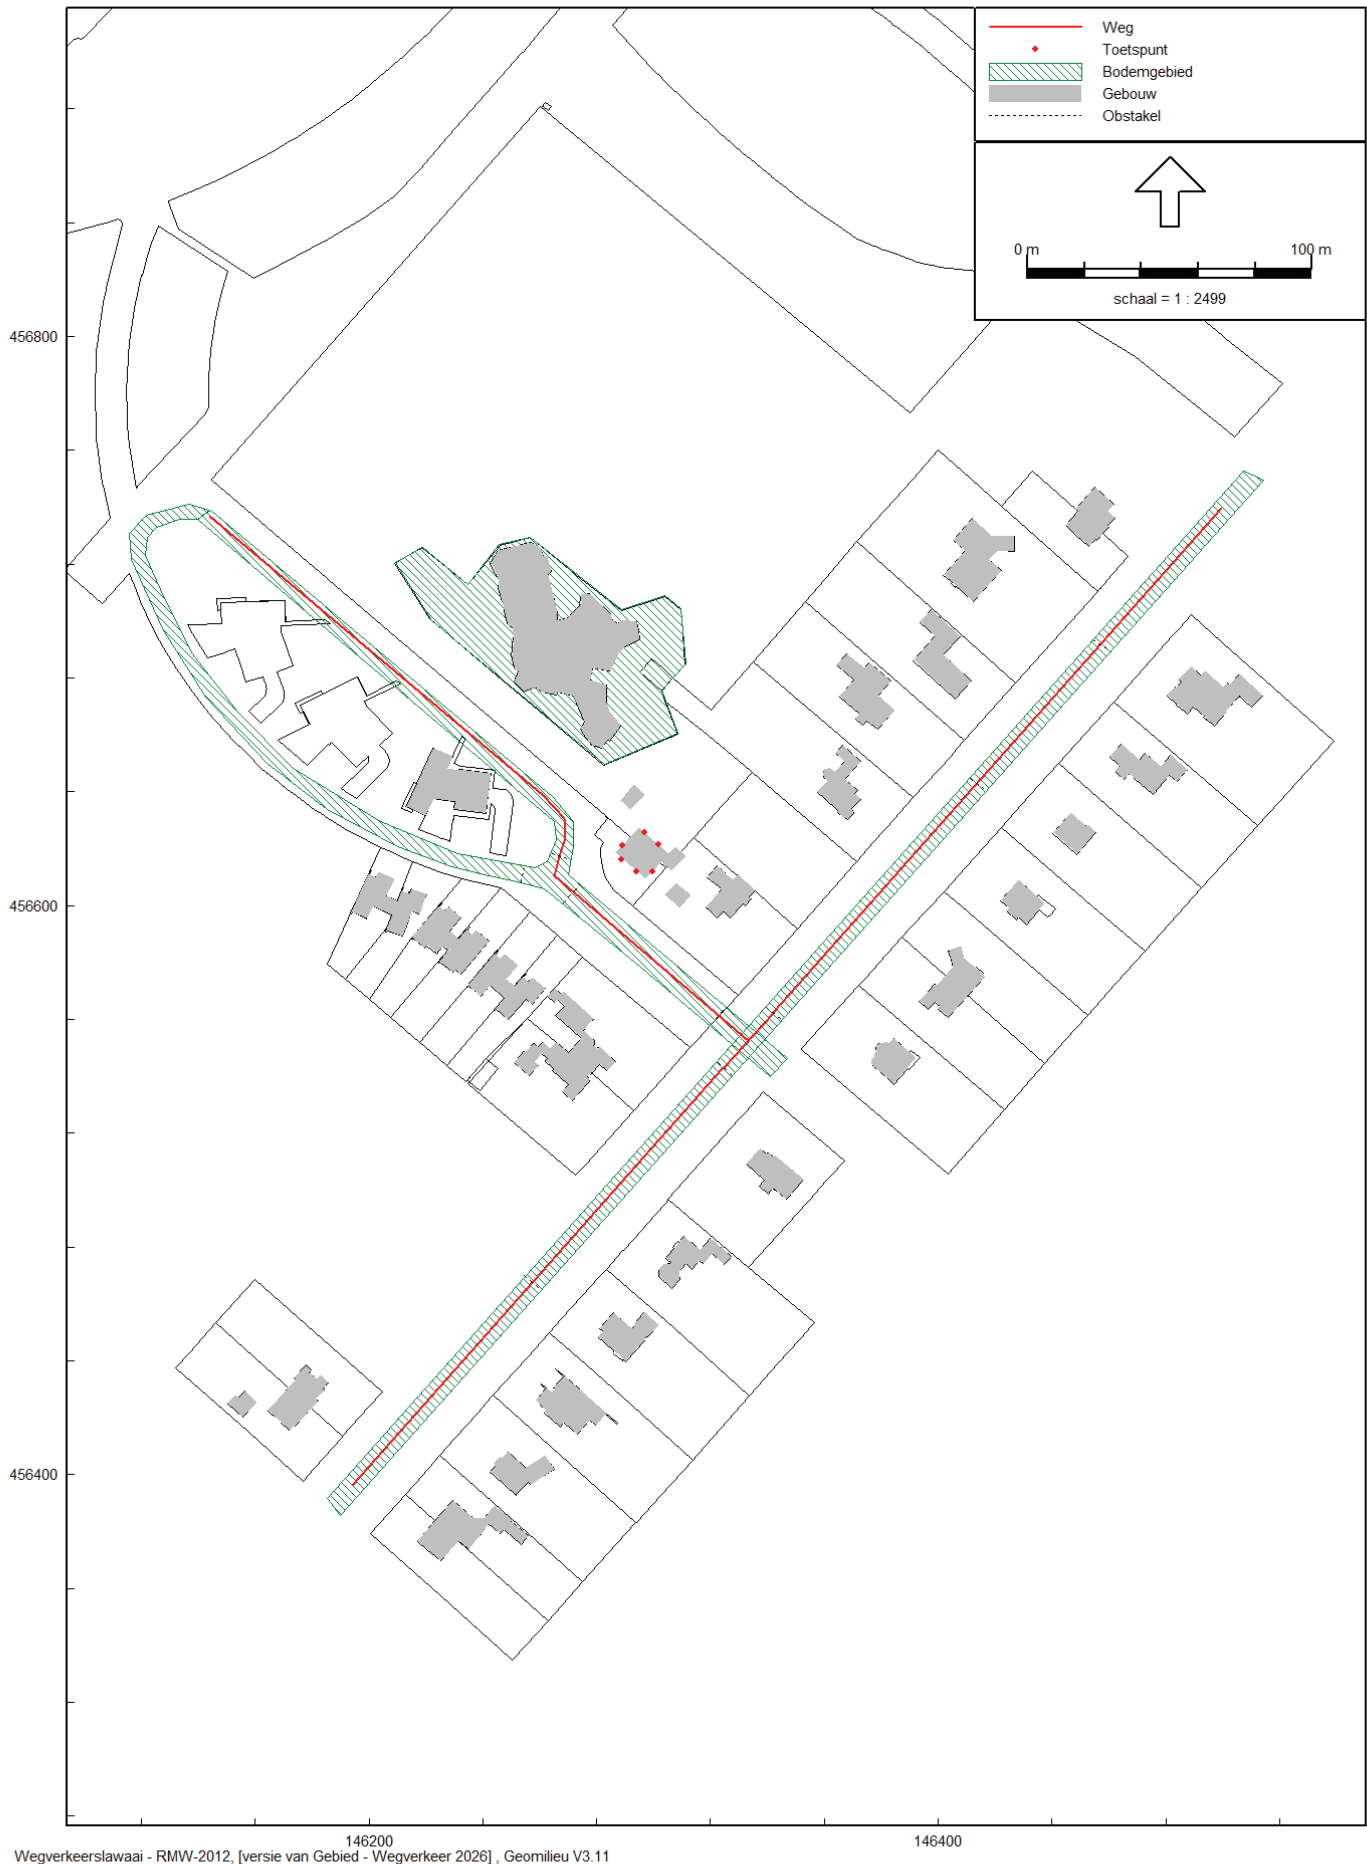 Weg
Toetspunt
Bodemgebied
Gebouw
Obstakel
0 m 100 m
schaal = 1 : 2499
456800
456600
456400
146200 146400
Wegverkeerslawaai - RMW-2012, [versie van Gebied - Wegverkeer 2026] , Geomilieu V3.11